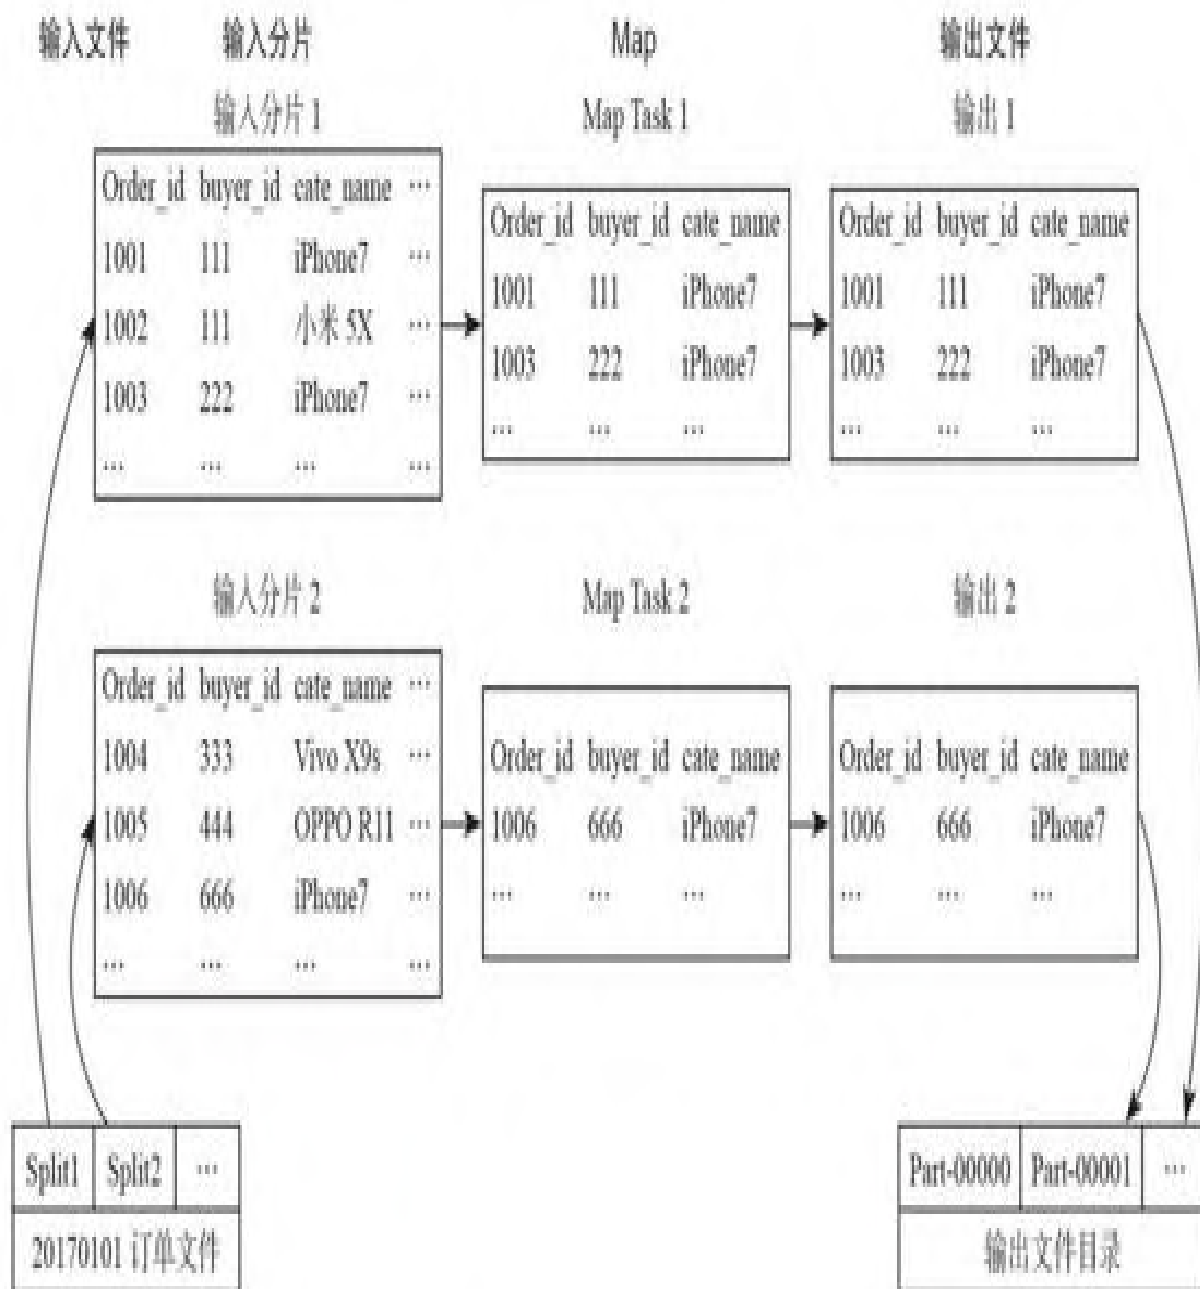 输入文件 输入分片 Map 输出文件
输入分片 1 Map Task 1 输出 1
Order_id buyer_id cate_name ···
1001 111 iPhone7 ···
1002 111 小米 5X ···
1003 222 iPhone7 ···
··· ··· ··· ···
Order_id buyer_id cate_name
1001 111 iPhone7
1003 222 iPhone7
··· ··· ···
Order_id buyer_id cate_name
1001 111 iPhone7
1003 222 iPhone7
··· ··· ···
输入分片 2 Map Task 2 输出 2
Order_id buyer_id cate_name ···
1004 333 Vivo X9s ···
1005 444 OPPO R11 ···
1006 666 iPhone7 ···
··· ··· ··· ···
Order_id buyer_id cate_name
1006 666 iPhone7
··· ··· ···
Order_id buyer_id cate_name
1006 666 iPhone7
··· ··· ···
Split1 Split2 ···
20170101 订单文件
Part-00000 Part-00001 ···
输出文件目录